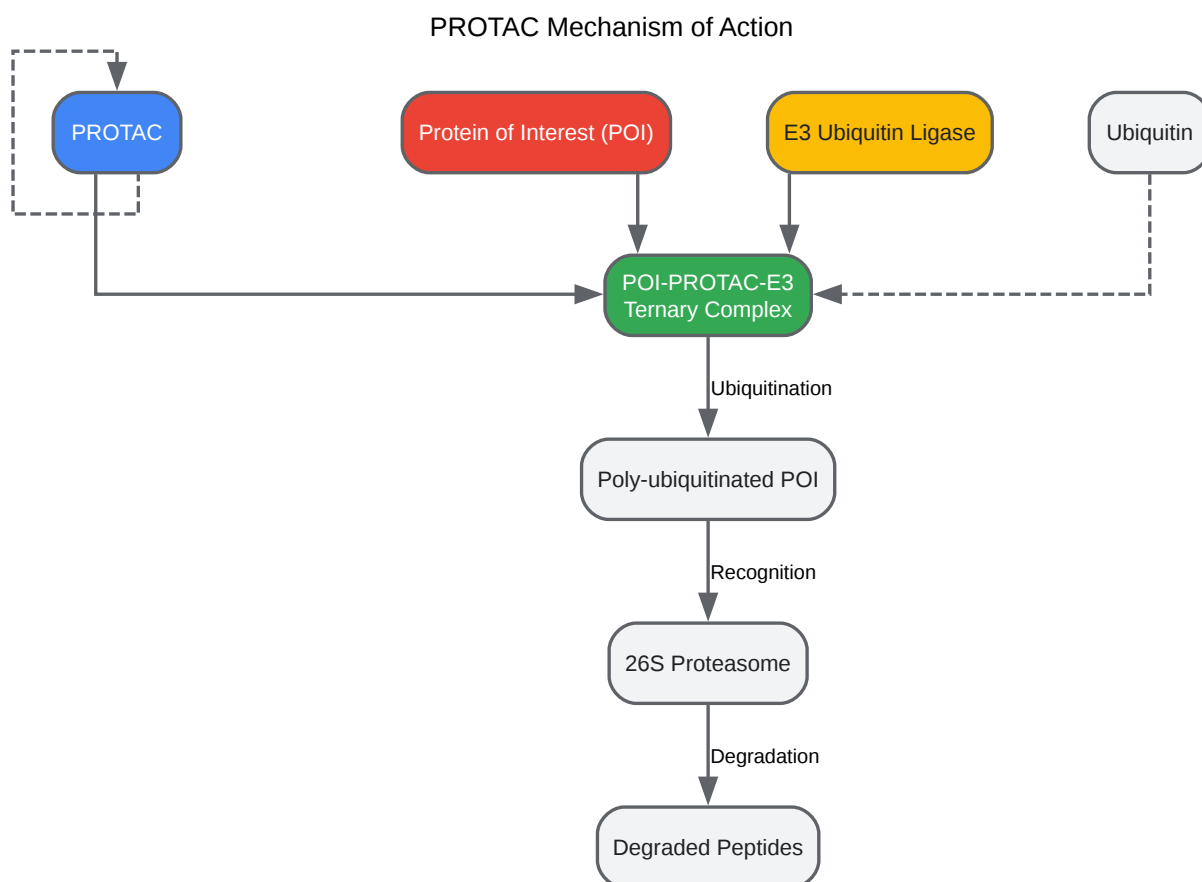 PROTAC Mechanism of Action
PROTAC
Protein of Interest (POI)
E3 Ubiquitin Ligase
Ubiquitin
POI-PROTAC-E3
Ternary Complex
Ubiquitination
Poly-ubiquitinated POI
Recognition
26S Proteasome
Degradation
Degraded Peptides